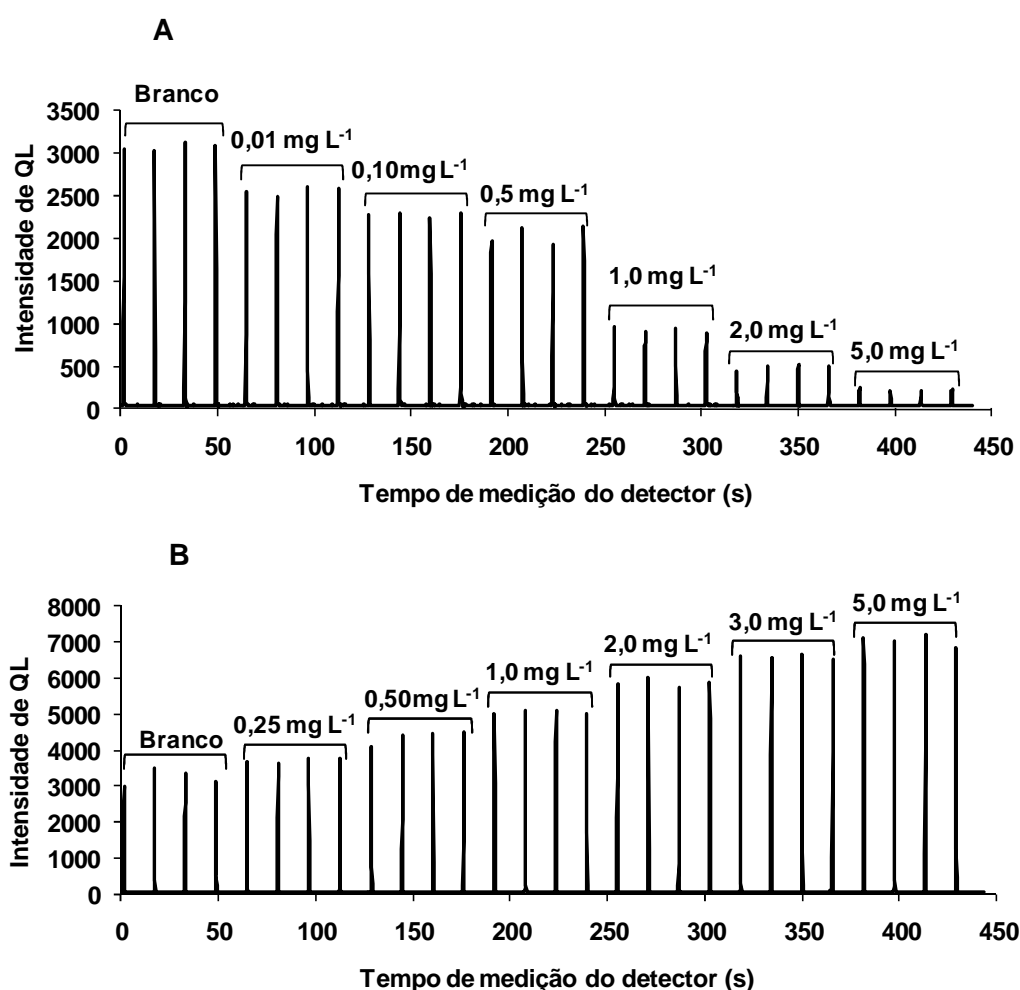 A
Branco
0,01 mg L-1
0,10mg L-1
0,5 mg L-1
1,0 mg L-1
2,0 mg L-1
5,0 mg L-1
Intensidade de QL
3500
3000
2500
2000
1500
1000
500
0
0 50 100 150 200 250 300 350 400 450
Tempo de medição do detector (s)
B
Branco
0,25 mg L-1
0,50mg L-1
1,0 mg L-1
2,0 mg L-1
3,0 mg L-1
5,0 mg L-1
Intensidade de QL
8000
7000
6000
5000
4000
3000
2000
1000
0
0 50 100 150 200 250 300 350 400 450
Tempo de medição do detector (s)